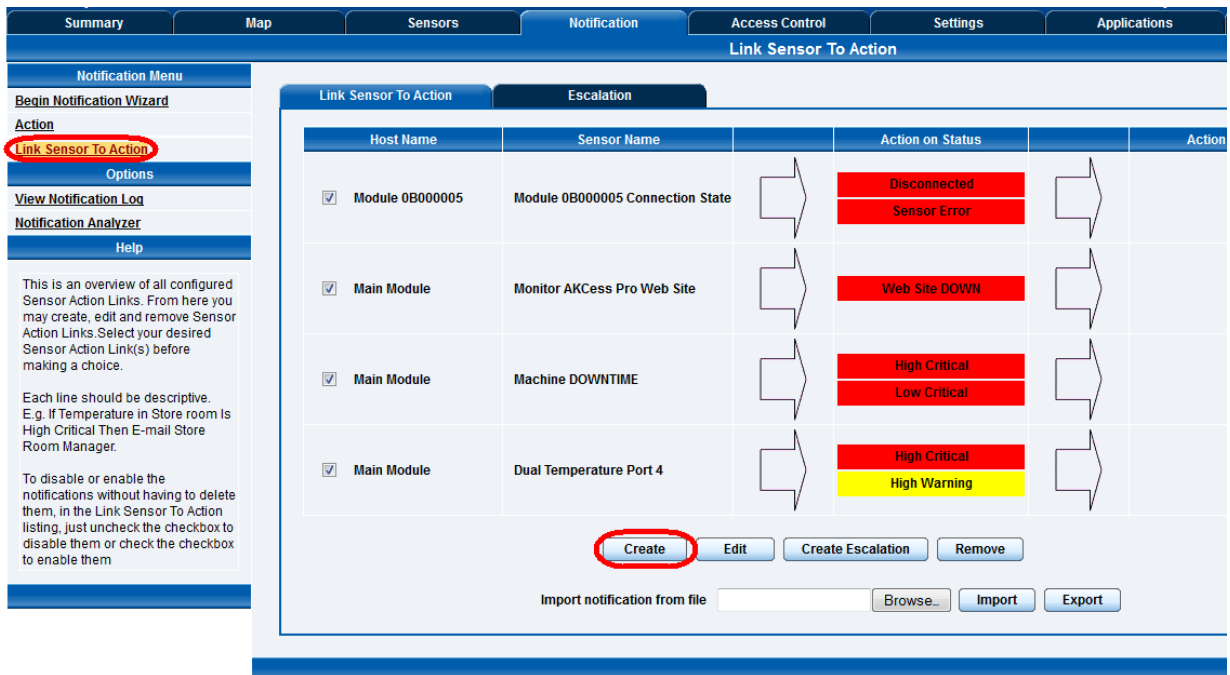 Summary Map Sensors Notification Access Control Settings Applications
Link Sensor To Action
Notification Menu
Begin Notification Wizard
Action
Link Sensor To Action
Options
View Notification Log
Notification Analyzer
Help
This is an overview of all configured
Sensor Action Links. From here you
may create, edit and remove Sensor
Action Links.Select your desired
Sensor Action Link(s) before
making a choice.
Each line should be descriptive.
E.g. If Temperature in Store room Is
High Critical Then E-mail Store
Room Manager.
To disable or enable the
notifications without having to delete
them, in the Link Sensor To Action
listing, just uncheck the checkbox to
disable them or check the checkbox
to enable them
Link Sensor To Action Escalation
Host Name Sensor Name Action on Status Action
Module 0B000005 Module 0B000005 Connection State Disconnected
Sensor Error
Main Module Monitor AKCess Pro Web Site Web Site DOWN
Main Module Machine DOWNTIME High Critical
Low Critical
Main Module Dual Temperature Port 4 High Critical
High Warning
Create Edit Create Escalation Remove
Import notification from file Browse... Import Export